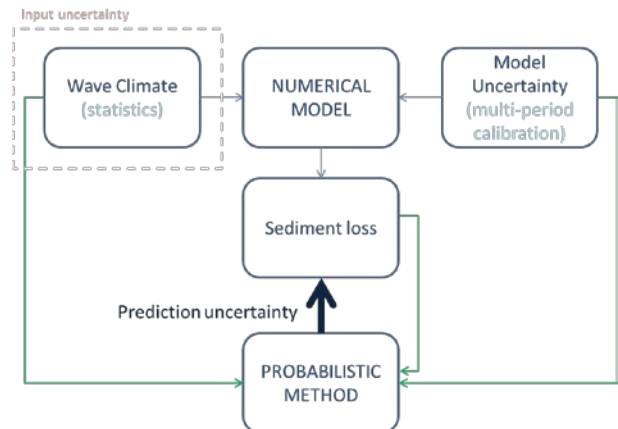 Input uncertainty
Wave Climate
(statistics)
NUMERICAL
MODEL
Model
Uncertainty
(multi-period
calibration)
Sediment loss
Prediction uncertainty
PROBABILISTIC
METHOD